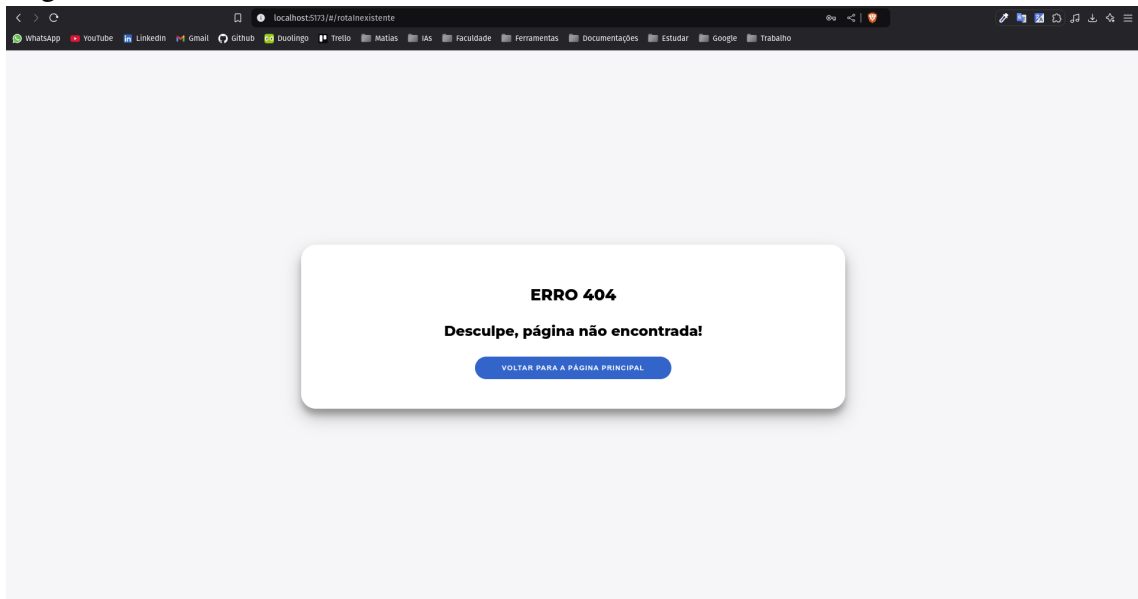 localhost:5173/#/rotaInexistente
WhatsApp YouTube LinkedIn Gmail Github Duolingo Trello Matias IAs Faculdade Ferramentas Documentações Estudar Google Trabalho
ERRO 404
Desculpe, página não encontrada!
VOLTAR PARA A PÁGINA PRINCIPAL